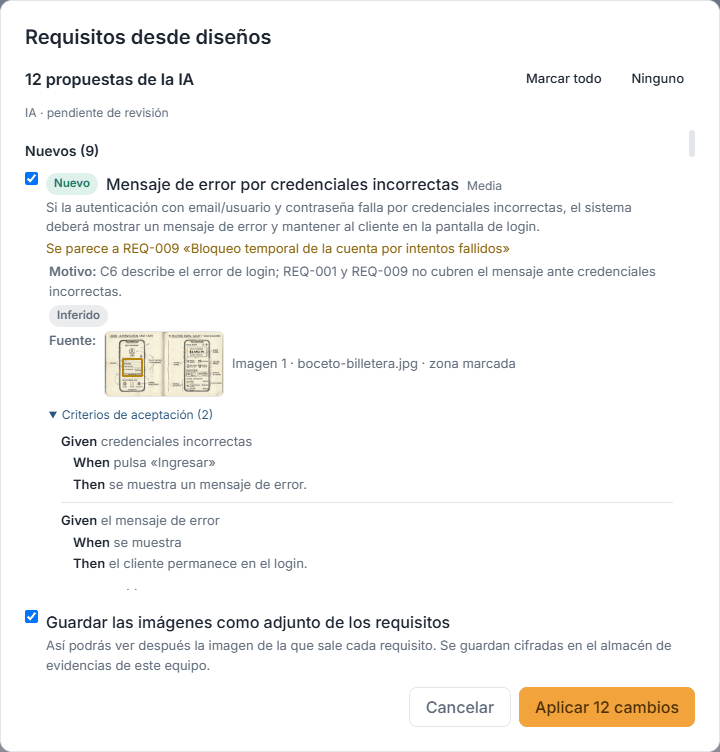 Requisitos desde diseños
12 propuestas de la IA
Marcar todo
Ninguno
IA · pendiente de revisión
Nuevos (9)
Nuevo
Mensaje de error por credenciales incorrectas
Media
Si la autenticación con email/usuario y contraseña falla por credenciales incorrectas, el sistema
deberá mostrar un mensaje de error y mantener al cliente en la pantalla de login.
Se parece a REQ-009 «Bloqueo temporal de la cuenta por intentos fallidos»
Motivo: C6 describe el error de login; REQ-001 y REQ-009 no cubren el mensaje ante credenciales
incorrectas.
Inferido
Fuente:
Imagen 1 · boceto-billetera.jpg · zona marcada
▼ Criterios de aceptación (2)
Given credenciales incorrectas
When pulsa «Ingresar»
Then se muestra un mensaje de error.
Given el mensaje de error
When se muestra
Then el cliente permanece en el login.
Guardar las imágenes como adjunto de los requisitos
Así podrás ver después la imagen de la que sale cada requisito. Se guardan cifradas en el almacén de
evidencias de este equipo.
Cancelar
Aplicar 12 cambios